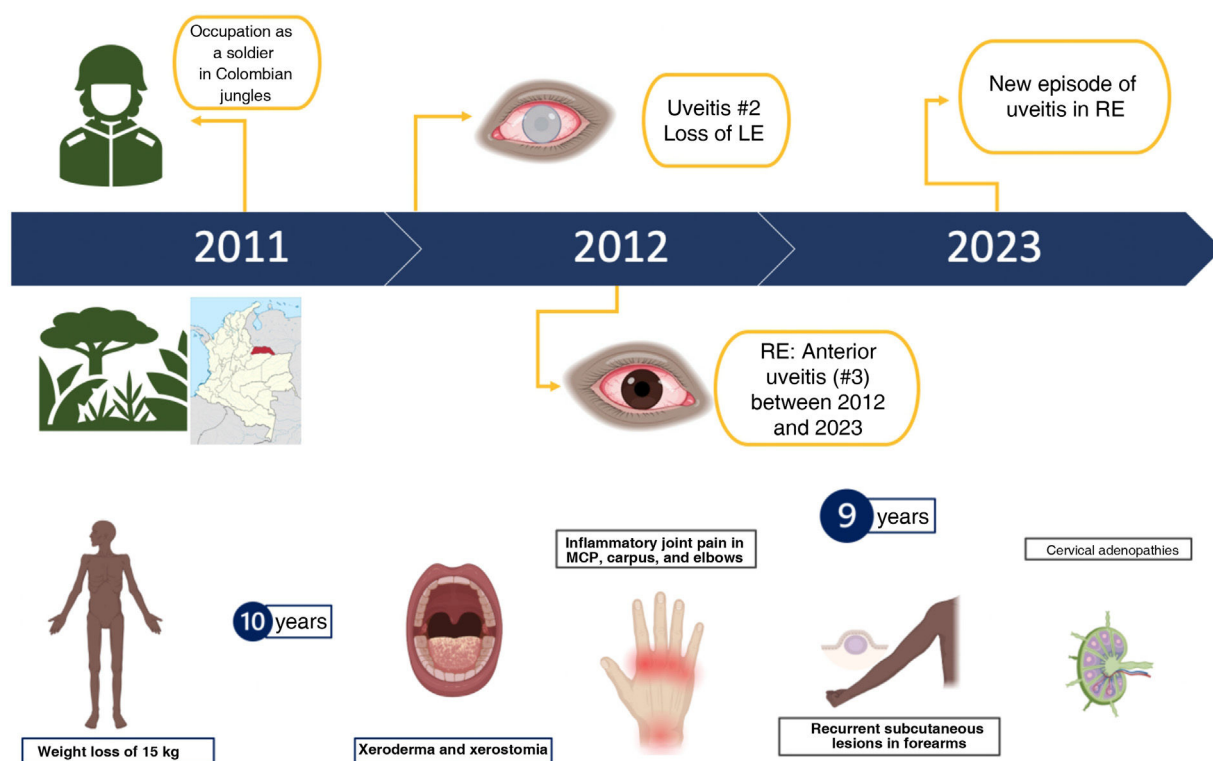 Occupation as
a soldier
in Colombian
jungles
Uveitis #2
Loss of LE
New episode of
uveitis in RE
2011
2012
2023
RE: Anterior
uveitis (#3)
between 2012
and 2023
Weight loss of 15 kg
10 years
Xeroderma and xerostomia
Inflammatory joint pain in
MCP, carpus, and elbows
9 years
Recurrent subcutaneous
lesions in forearms
Cervical adenopathies